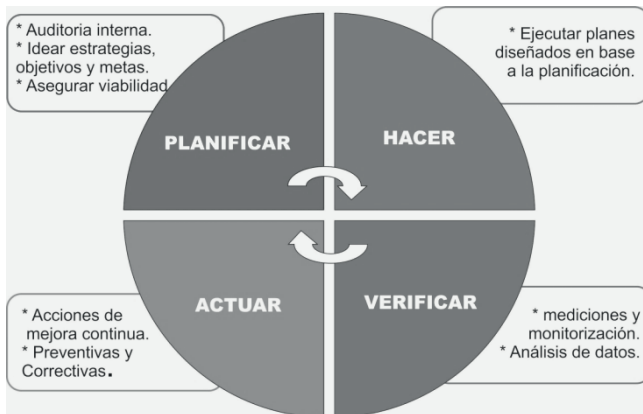 * Auditoria interna.
* Idear estrategias,
objetivos y metas.
* Asegurar viabilidad
* Ejecutar planes
diseñados en base
a la planificación.
PLANIFICAR
HACER
ACTUAR
VERIFICAR
* Acciones de
mejora continua.
* Preventivas y
Correctivas.
* mediciones y
monitorización.
* Análisis de datos.